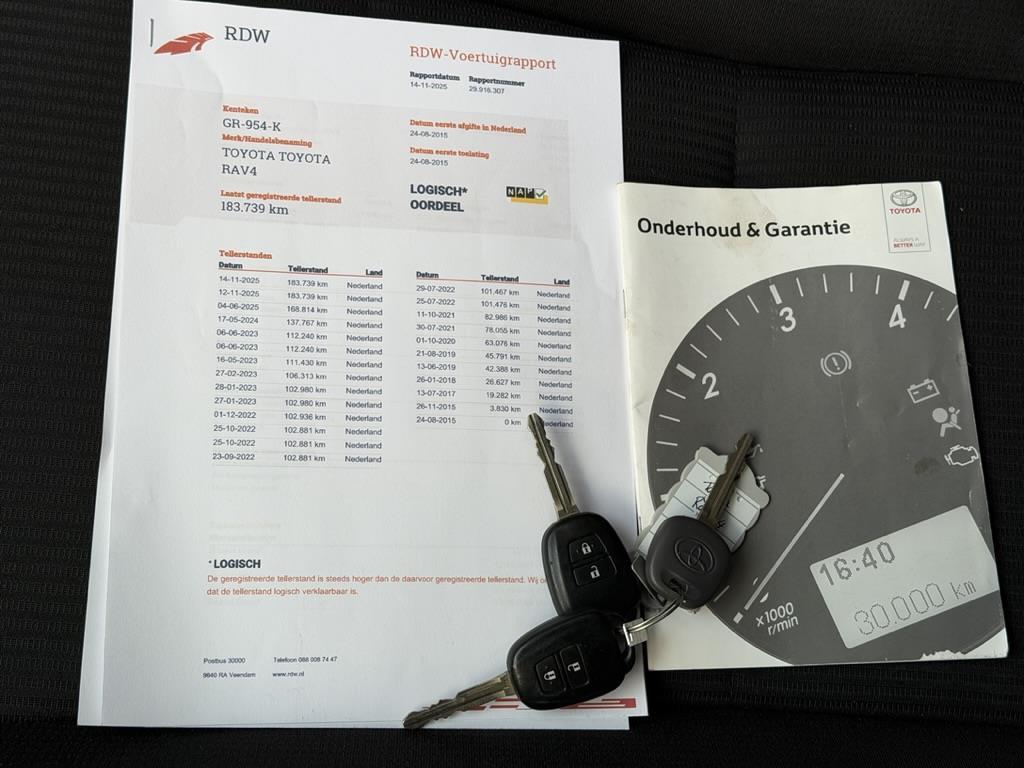 RDW
RDW-Voertuigrapport
Rapportdatum Rapportnummer
14-11-2025 29.916.307
Kenteken
GR-954-K
Merk/Handelsbenaming
TOYOTA TOYOTA
RAV4
Laatst geregistreerde tellerstand
183.739 km
Datum eerste afgifte in Nederland
24-08-2015
Datum eerste toelating
24-08-2015
LOGISCH*
OORDEEL
NAP
Tellerstanden
Datum Tellerstand Land
14-11-2025 183.739 km Nederland
12-11-2025 183.739 km Nederland
04-06-2025 168.814 km Nederland
17-05-2024 137.767 km Nederland
06-06-2023 112.240 km Nederland
06-06-2023 112.240 km Nederland
16-05-2023 111.430 km Nederland
27-02-2023 106.313 km Nederland
28-01-2023 102.980 km Nederland
27-01-2023 102.980 km Nederland
01-12-2022 102.936 km Nederland
25-10-2022 102.881 km Nederland
25-10-2022 102.881 km Nederland
23-09-2022 102.881 km Nederland
Datum Tellerstand Land
29-07-2022 101.467 km Nederland
25-07-2022 101.476 km Nederland
11-10-2021 82.986 km Nederland
30-07-2021 78.055 km Nederland
01-10-2020 63.076 km Nederland
21-08-2019 45.791 km Nederland
13-06-2019 42.388 km Nederland
26-01-2018 26.627 km Nederland
13-07-2017 19.282 km Nederland
26-11-2015 3.830 km Nederland
24-08-2015 0 km Nederland
* LOGISCH
De geregistreerde tellerstand is steeds hoger dan de daarvoor geregistreerde tellerstand. Wij
dat de tellerstand logisch verklaarbaar is.
Postbus 30000 Telefoon 088 008 74 47
9640 RA Veendam www.rdw.nl
TOYOTA
ALWAYS A
BETTER WAY
Onderhoud & Garantie
2
3
4
16:40
30.000 km
x1000
r/min